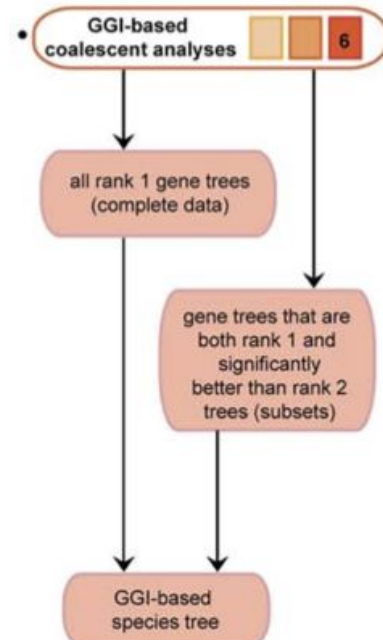 GGI-based
coalescent analyses
6
all rank 1 gene trees
(complete data)
gene trees that are
both rank 1 and
significantly
better than rank 2
trees (subsets)
GGI-based
species tree